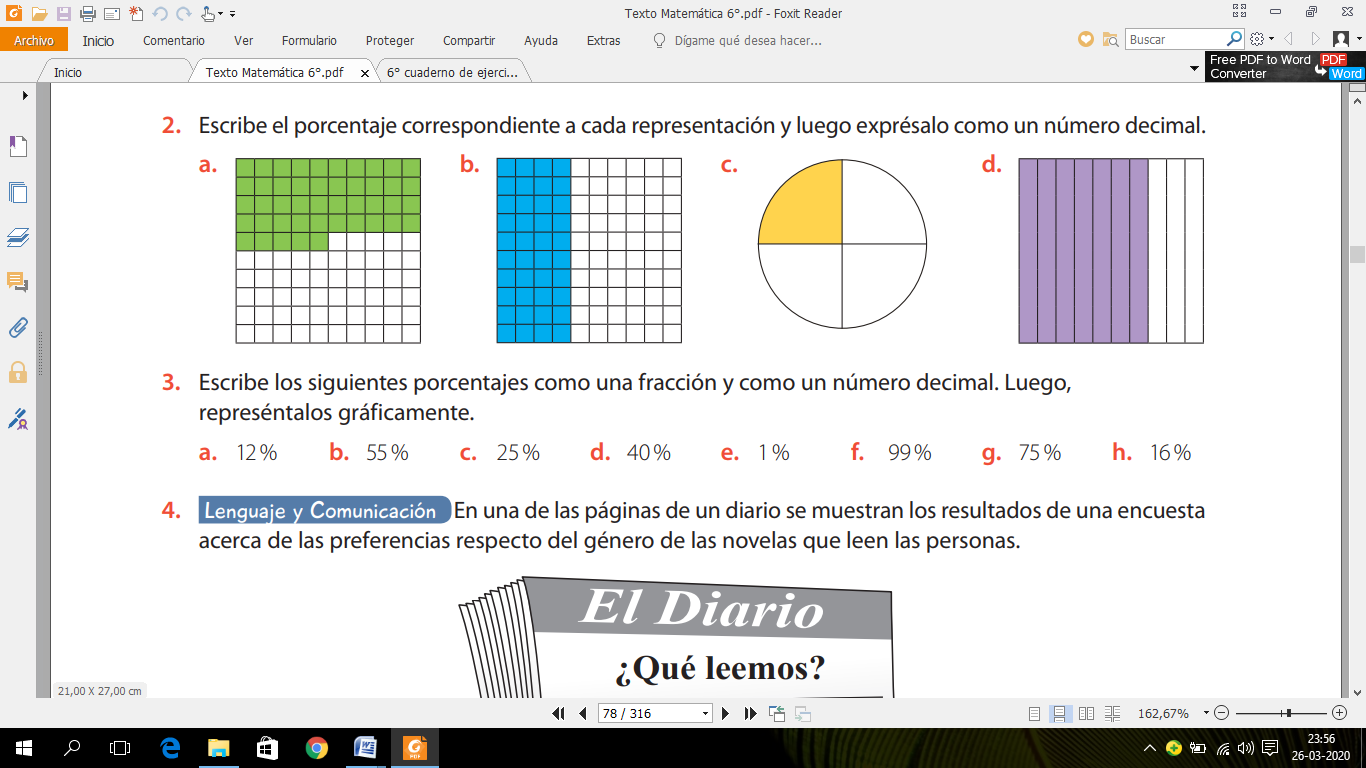 Texto Matemática 6°.pdf - Foxit Reader
Archivo Inicio Comentario Ver Formulario Proteger Compartir Ayuda Extras Dígame qué desea hacer... Buscar
Inicio Texto Matemática 6°.pdf 6° cuaderno de ejerci... Free PDF to Word PDF
Converter Word
2. Escribe el porcentaje correspondiente a cada representación y luego exprésalo como un número decimal.
a. b. c. d.
3. Escribe los siguientes porcentajes como una fracción y como un número decimal. Luego,
represéntalos gráficamente.
a. 12 % b. 55 % c. 25 % d. 40 % e. 1 % f. 99 % g. 75 % h. 16 %
4. Lenguaje y Comunicación En una de las páginas de un diario se muestran los resultados de una encuesta
acerca de las preferencias respecto del género de las novelas que leen las personas.
El Diario
¿Qué leemos?
21,00 X 27,00 cm
78 / 316 162,67%
23:56
26-03-2020